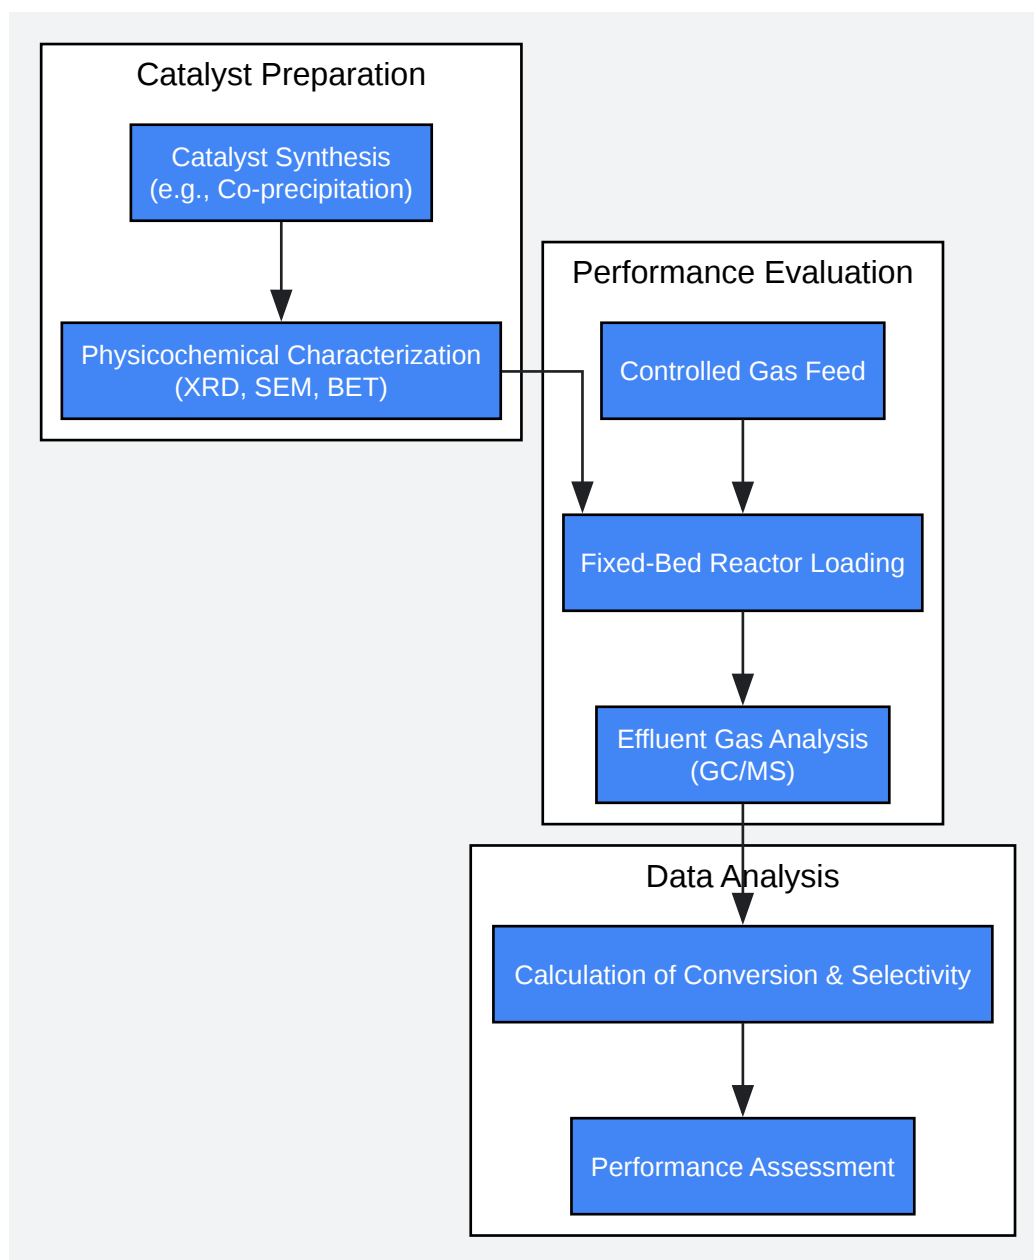 Catalyst Preparation
Catalyst Synthesis
(e.g., Co-precipitation)
Physicochemical Characterization
(XRD, SEM, BET)
Performance Evaluation
Controlled Gas Feed
Fixed-Bed Reactor Loading
Effluent Gas Analysis
(GC/MS)
Data Analysis
Calculation of Conversion & Selectivity
Performance Assessment